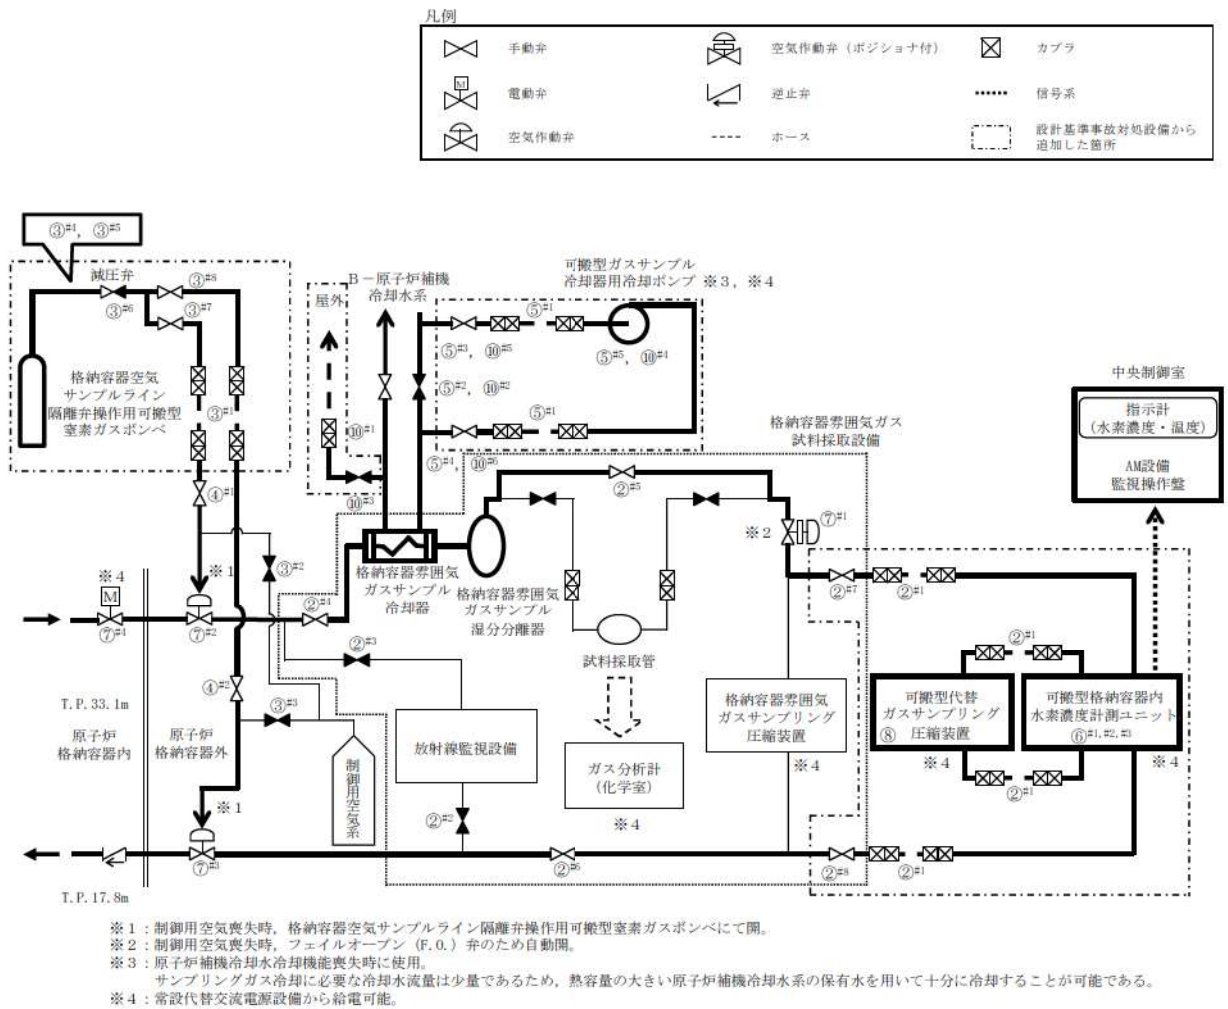 凡例
手動弁
空気作動弁（ポジショナ付）
カプラ
M
電動弁
逆止弁
信号系
空気作動弁
ホース
設計基準事故対処設備から
追加した箇所
③#4, ③#5
減圧弁
③#8
③#6
③#7
格納容器空気
サンプルライン
隔離弁操作用可搬型
窒素ガスボンベ
③#1
④#1
屋外
B－原子炉補機
冷却水系
⑩#1
⑩#3
可搬型ガスサンプル
冷却器用冷却ポンプ ※3, ※4
⑤#1
⑤#3, ⑩#5
⑤#5, ⑩#4
⑤#2, ⑩#2
⑤#1
⑤#4, ⑩#6
格納容器雰囲気ガス
試料採取設備
中央制御室
指示計
（水素濃度・温度）
AM設備
監視操作盤
②#5
※2
⑦#1
※1
③#2
※4
M
⑦#4
⑦#2
②#4
格納容器雰囲気
ガスサンプル
冷却器
格納容器雰囲気
ガスサンプル
湿分分離器
②#7
②#1
②#3
試料採取管
②#1
④#2
③#3
T.P.33.1m
原子炉
格納容器内
原子炉
格納容器外
制御用空気系
放射線監視設備
ガス分析計
（化学室）
※4
格納容器雰囲気
ガスサンプリング
圧縮装置
※4
可搬型代替
ガスサンプリング
⑧ 圧縮装置
※4
可搬型格納容器内
水素濃度計測ユニット
⑥#1,#2,#3
※4
②#1
※1
②#2
⑦#3
②#6
②#8
②#1
T.P.17.8m
※1：制御用空気喪失時，格納容器空気サンプルライン隔離弁操作用可搬型窒素ガスボンベにて開。
※2：制御用空気喪失時，フェイルオープン（F.O.）弁のため自動開。
※3：原子炉補機冷却水冷却機能喪失時に使用。
サンプリングガス冷却に必要な冷却水流量は少量であるため，熱容量の大きい原子炉補機冷却水系の保有水を用いて十分に冷却することが可能である。
※4：常設代替交流電源設備から給電可能。